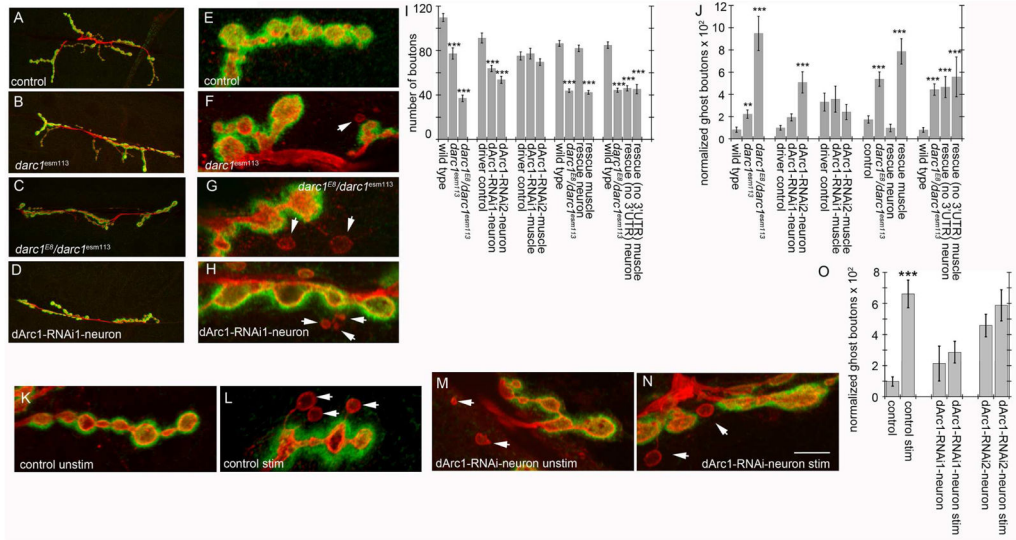 A
control
B
darc1esm113
C
darc1E8/darc1esm113
D
dArc1-RNAi1-neuron
E
control
F
darc1esm113
G
darc1E8/darc1esm113
H
dArc1-RNAi1-neuron
I
number of boutons
120
80
40
0
wild type
darc1esm113
darc1E8/darc1esm113
driver control
dArc1-RNAi1-neuron
dArc1-RNAi2-neuron
driver control
dArc1-RNAi1-muscle
dArc1-RNAi2-muscle
wild type
darc1E8/darc1esm113
rescue neuron
rescue muscle
wild type
darc1E8/darc1esm113
rescue (no 3'UTR) neuron
rescue (no 3'UTR) muscle
*** *** *** *** *** *** *** *** ***
J
normalized ghost boutons x 10²
12
10
8
6
4
2
0
wild type
darc1esm113
darc1E8/darc1esm113
driver control
dArc1-RNAi1-neuron
dArc1-RNAi2-neuron
driver control
dArc1-RNAi1-muscle
dArc1-RNAi2-muscle
control
darc1E8/darc1esm113
rescue neuron
rescue muscle
wild type
darc1E8/darc1esm113
rescue (no 3'UTR) neuron
rescue (no 3'UTR) muscle
** *** *** *** *** *** *** ***
K
control unstim
L
control stim
M
dArc1-RNAi-neuron unstim
N
dArc1-RNAi-neuron stim
O
normalized ghost boutons x 10²
8
6
4
2
0
***
control
control stim
dArc1-RNAi1-neuron
dArc1-RNAi1-neuron stim
dArc1-RNAi2-neuron
dArc1-RNAi2-neuron stim